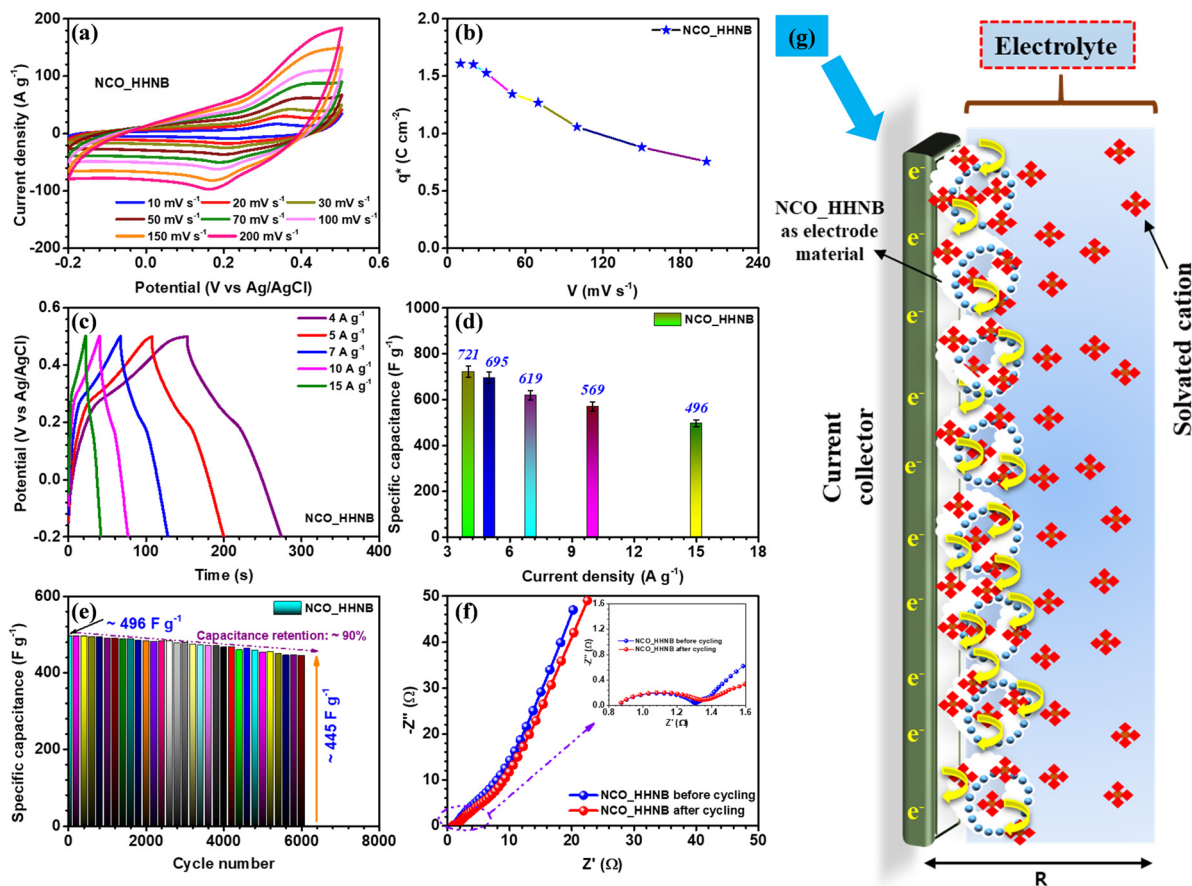 (a)
NCO_HHNB
10 mV s⁻¹ 20 mV s⁻¹ 30 mV s⁻¹
50 mV s⁻¹ 70 mV s⁻¹ 100 mV s⁻¹
150 mV s⁻¹ 200 mV s⁻¹
Current density (A g⁻¹)
200
100
0
-100
-200
-0.2 0.0 0.2 0.4 0.6
Potential (V vs Ag/AgCl)
(b)
NCO_HHNB
q* (C cm⁻²)
2.0
1.5
1.0
0.5
0.0
0 60 120 180 240
V (mV s⁻¹)
(c)
4 A g⁻¹
5 A g⁻¹
7 A g⁻¹
10 A g⁻¹
15 A g⁻¹
NCO_HHNB
Potential (V vs Ag/AgCl)
0.6
0.4
0.2
0.0
-0.2
0 100 200 300 400
Time (s)
(d)
NCO_HHNB
721 695 619 569 496
Specific capacitance (F g⁻¹)
1000
800
600
400
200
0
3 6 9 12 15 18
Current density (A g⁻¹)
(e)
NCO_HHNB
~ 496 F g⁻¹
Capacitance retention: ~ 90%
~ 445 F g⁻¹
Specific capacitance (F g⁻¹)
600
400
200
0
0 2000 4000 6000 8000
Cycle number
(f)
-Z'' (Ω)
50
40
30
20
10
0
0 10 20 30 40 50
Z' (Ω)
NCO_HHNB before cycling
NCO_HHNB after cycling
-Z'' (Ω)
1.6
1.2
0.8
0.4
0.0
0.8 1.0 1.2 1.4 1.6
Z' (Ω)
NCO_HHNB before cycling
NCO_HHNB after cycling
(g)
Electrolyte
NCO_HHNB
as electrode
material
Current
collector
Solvated cation
e⁻
e⁻
e⁻
e⁻
e⁻
e⁻
e⁻
e⁻
e⁻
e⁻
R